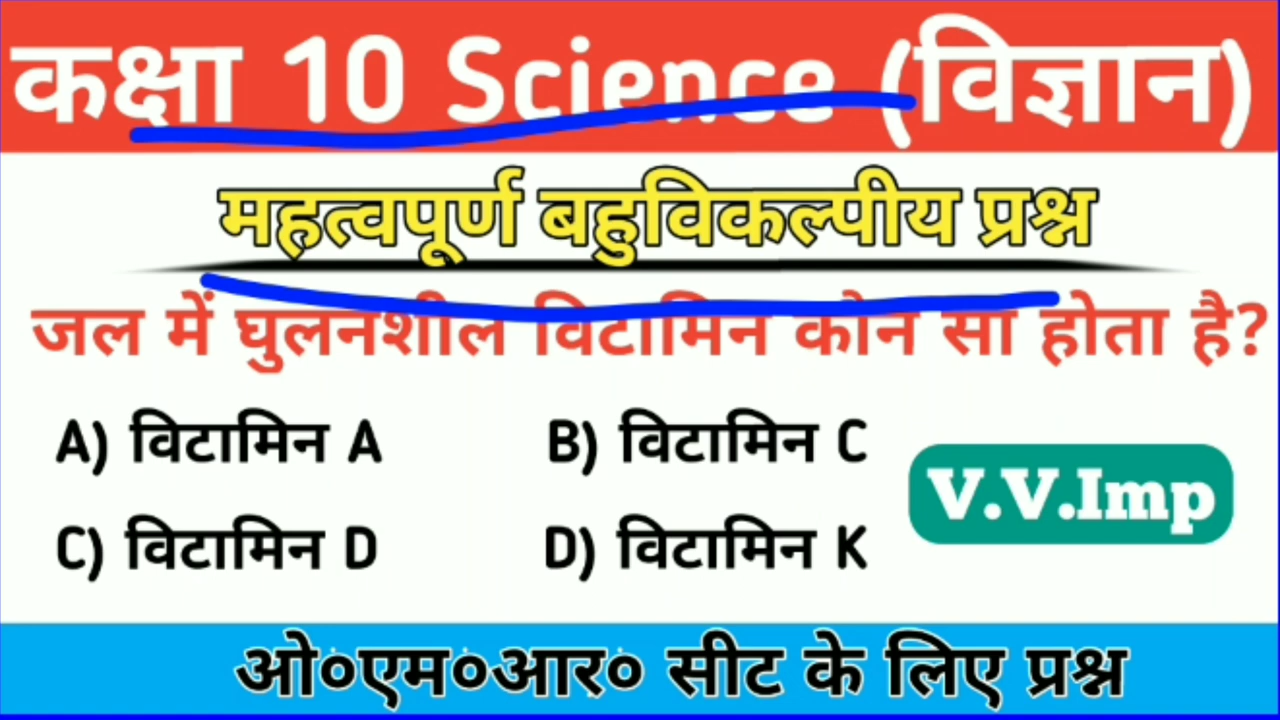 कक्षा 10 Science (विज्ञान)
महत्वपूर्ण बहुविकल्पीय प्रश्न
जल में घुलनशील विटामिन कोन सा होता है?
A) विटामिन A B) विटामिन C
V.V.Imp
C) विटामिन D D) विटामिन K
ओ०एम०आर० सीट के लिए प्रश्न